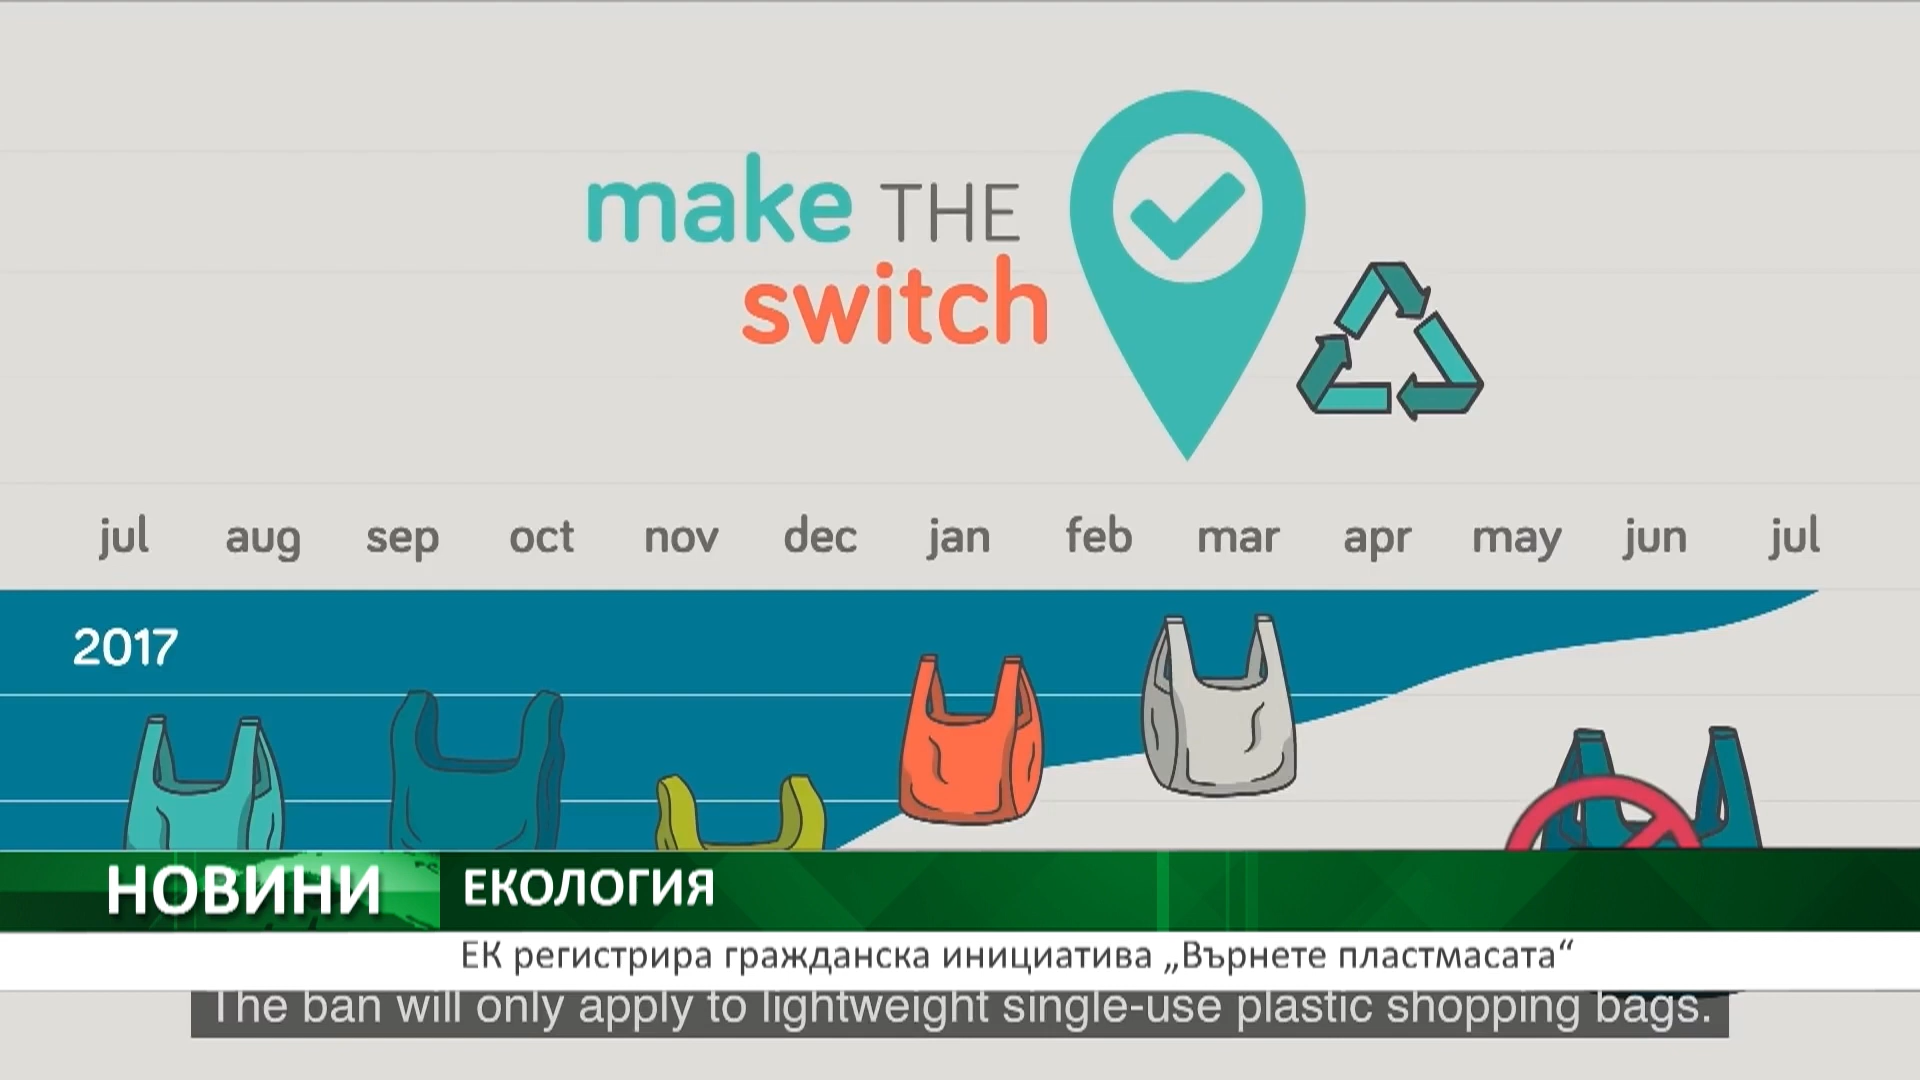 make THE
switch
jul aug sep oct nov dec jan feb mar apr may jun jul
2017
НОВИНИ ЕКОЛОГИЯ
ЕК регистрира гражданска инициатива „Върнете пластмасата“
The ban will only apply to lightweight single-use plastic shopping bags.